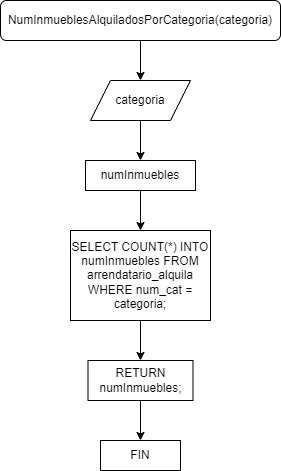 NumInmueblesAlquiladosPorCategoria(categoria)
categoria
numInmuebles
SELECT COUNT(*) INTO
numInmuebles FROM
arrendatario_alquila
WHERE num_cat =
categoria;
RETURN
numInmuebles;
FIN